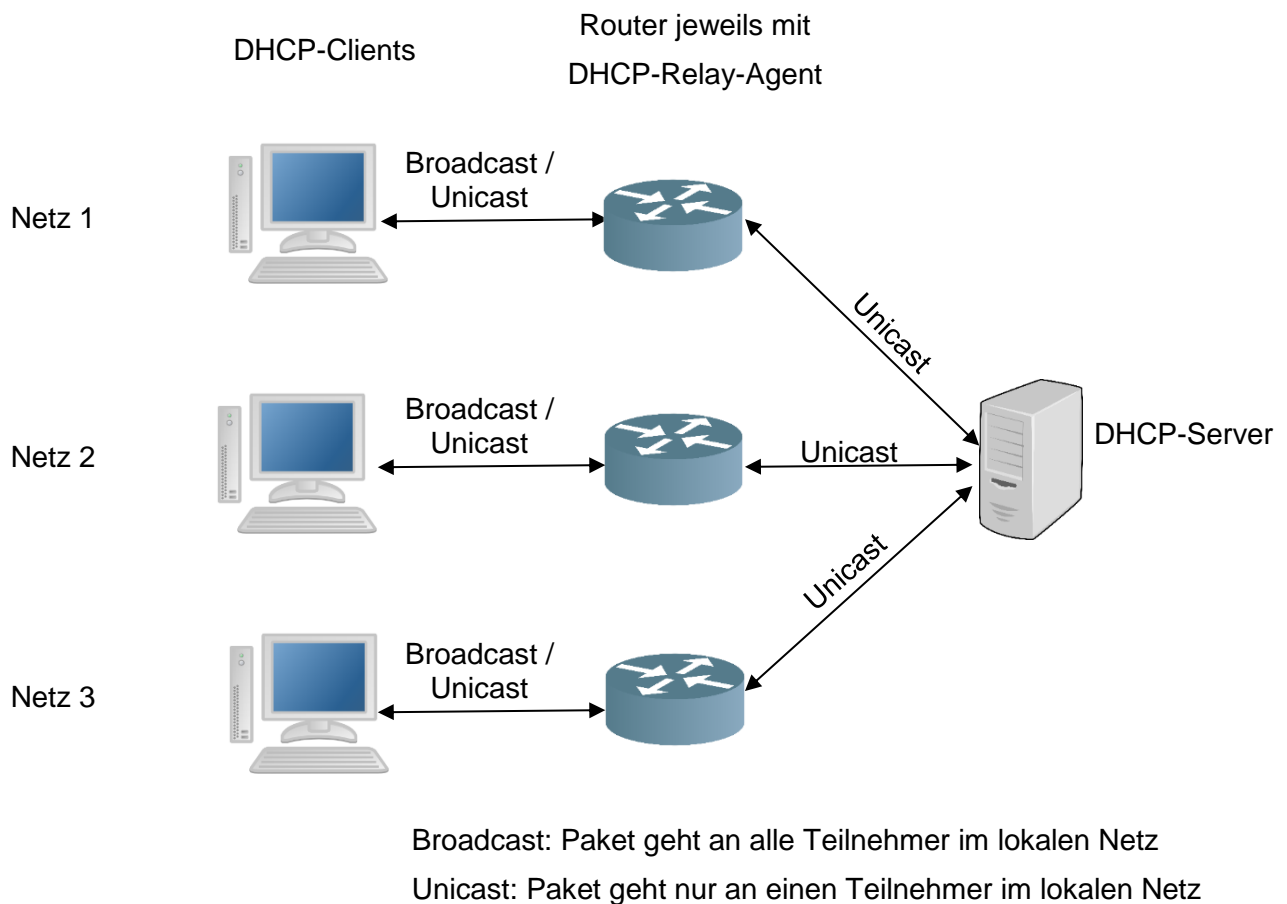 DHCP-Clients
Router jeweils mit
DHCP-Relay-Agent
Netz 1
Broadcast /
Unicast
Unicast
Netz 2
Broadcast /
Unicast
Unicast
DHCP-Server
Netz 3
Broadcast /
Unicast
Unicast
Broadcast: Paket geht an alle Teilnehmer im lokalen Netz
Unicast: Paket geht nur an einen Teilnehmer im lokalen Netz